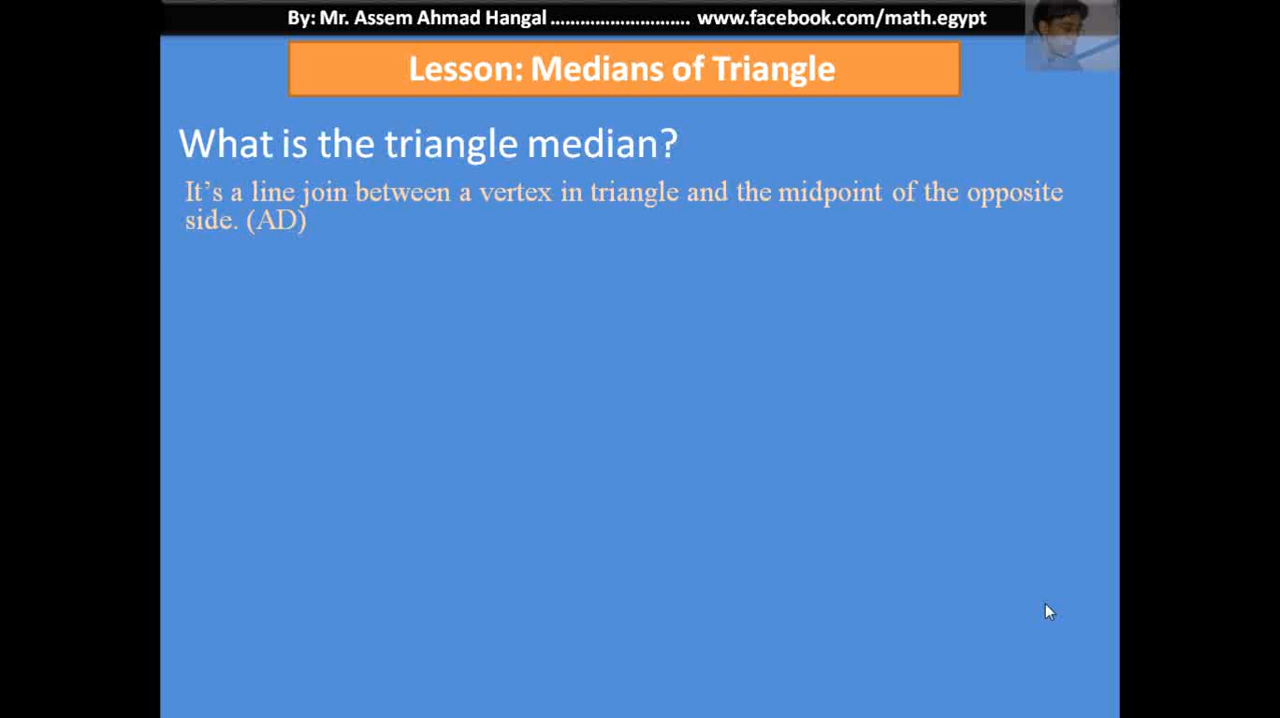 By: Mr. Assem Ahmad Hangal ............................ www.facebook.com/math.egypt
Lesson: Medians of Triangle
What is the triangle median?
It’s a line join between a vertex in triangle and the midpoint of the opposite
side. (AD)